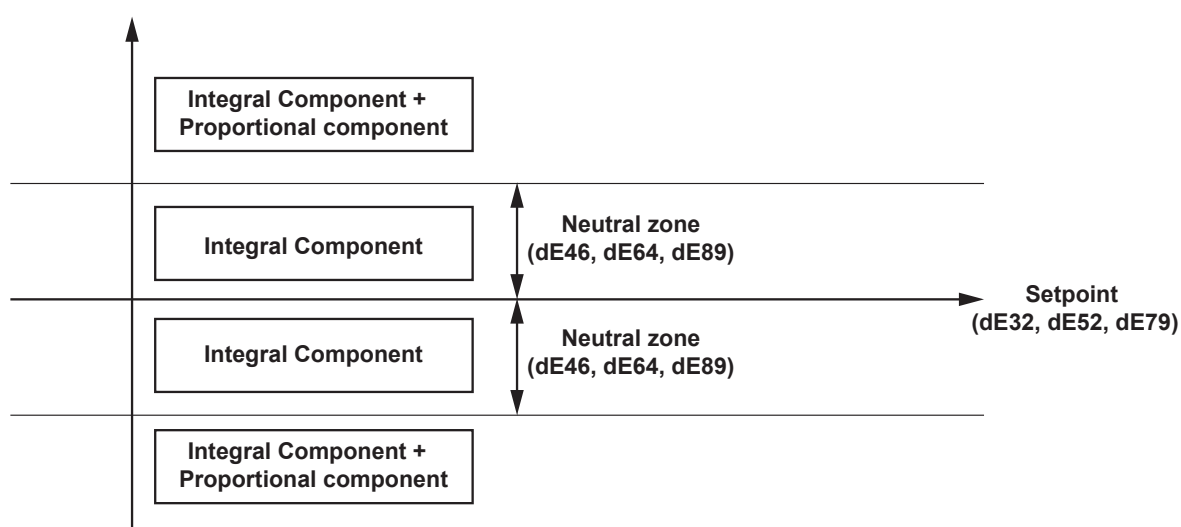 Integral Component +
Proportional component
Integral Component
Neutral zone
(dE46, dE64, dE89)
Setpoint
(dE32, dE52, dE79)
Integral Component
Neutral zone
(dE46, dE64, dE89)
Integral Component +
Proportional component